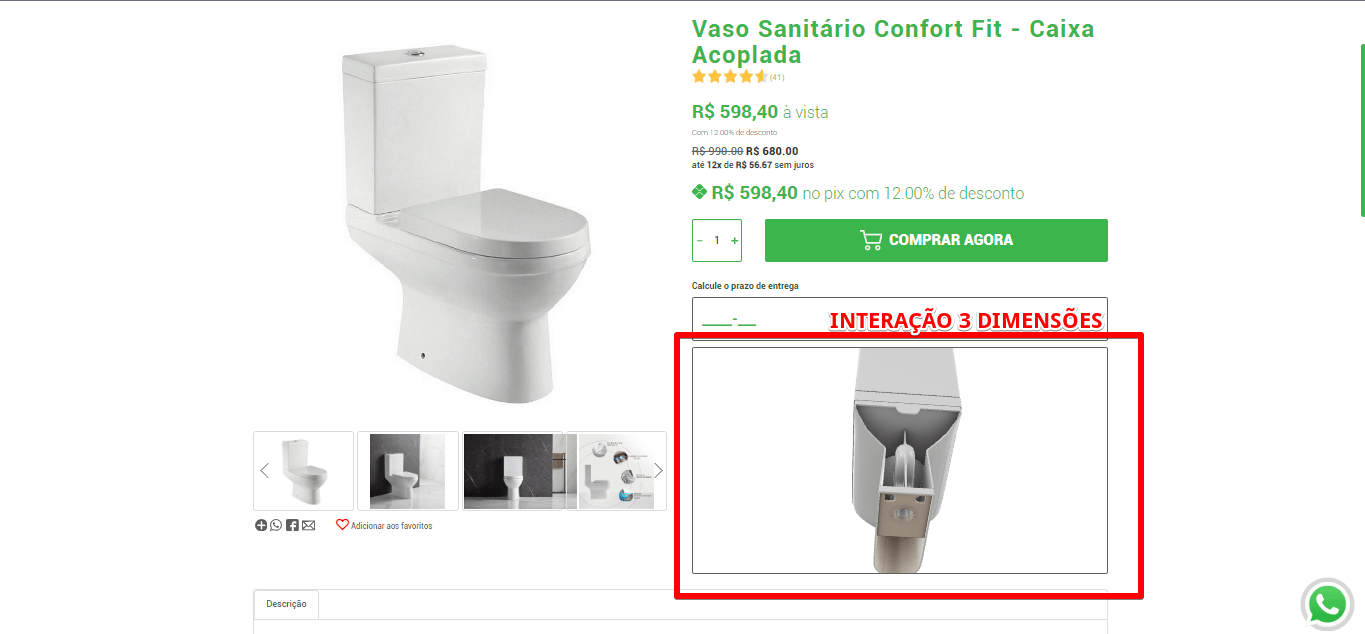 Vaso Sanitário Confort Fit - Caixa
Acoplada
(41)
R$ 598,40 à vista
Com 12.00% de desconto
R$ 990.00 R$ 680.00
até 12x de R$ 56.67 sem juros
R$ 598,40 no pix com 12.00% de desconto
- 1 +
COMPRAR AGORA
Calcule o prazo de entrega
_____-___
INTERAÇÃO 3 DIMENSÕES
Adicionar aos favoritos
Descrição